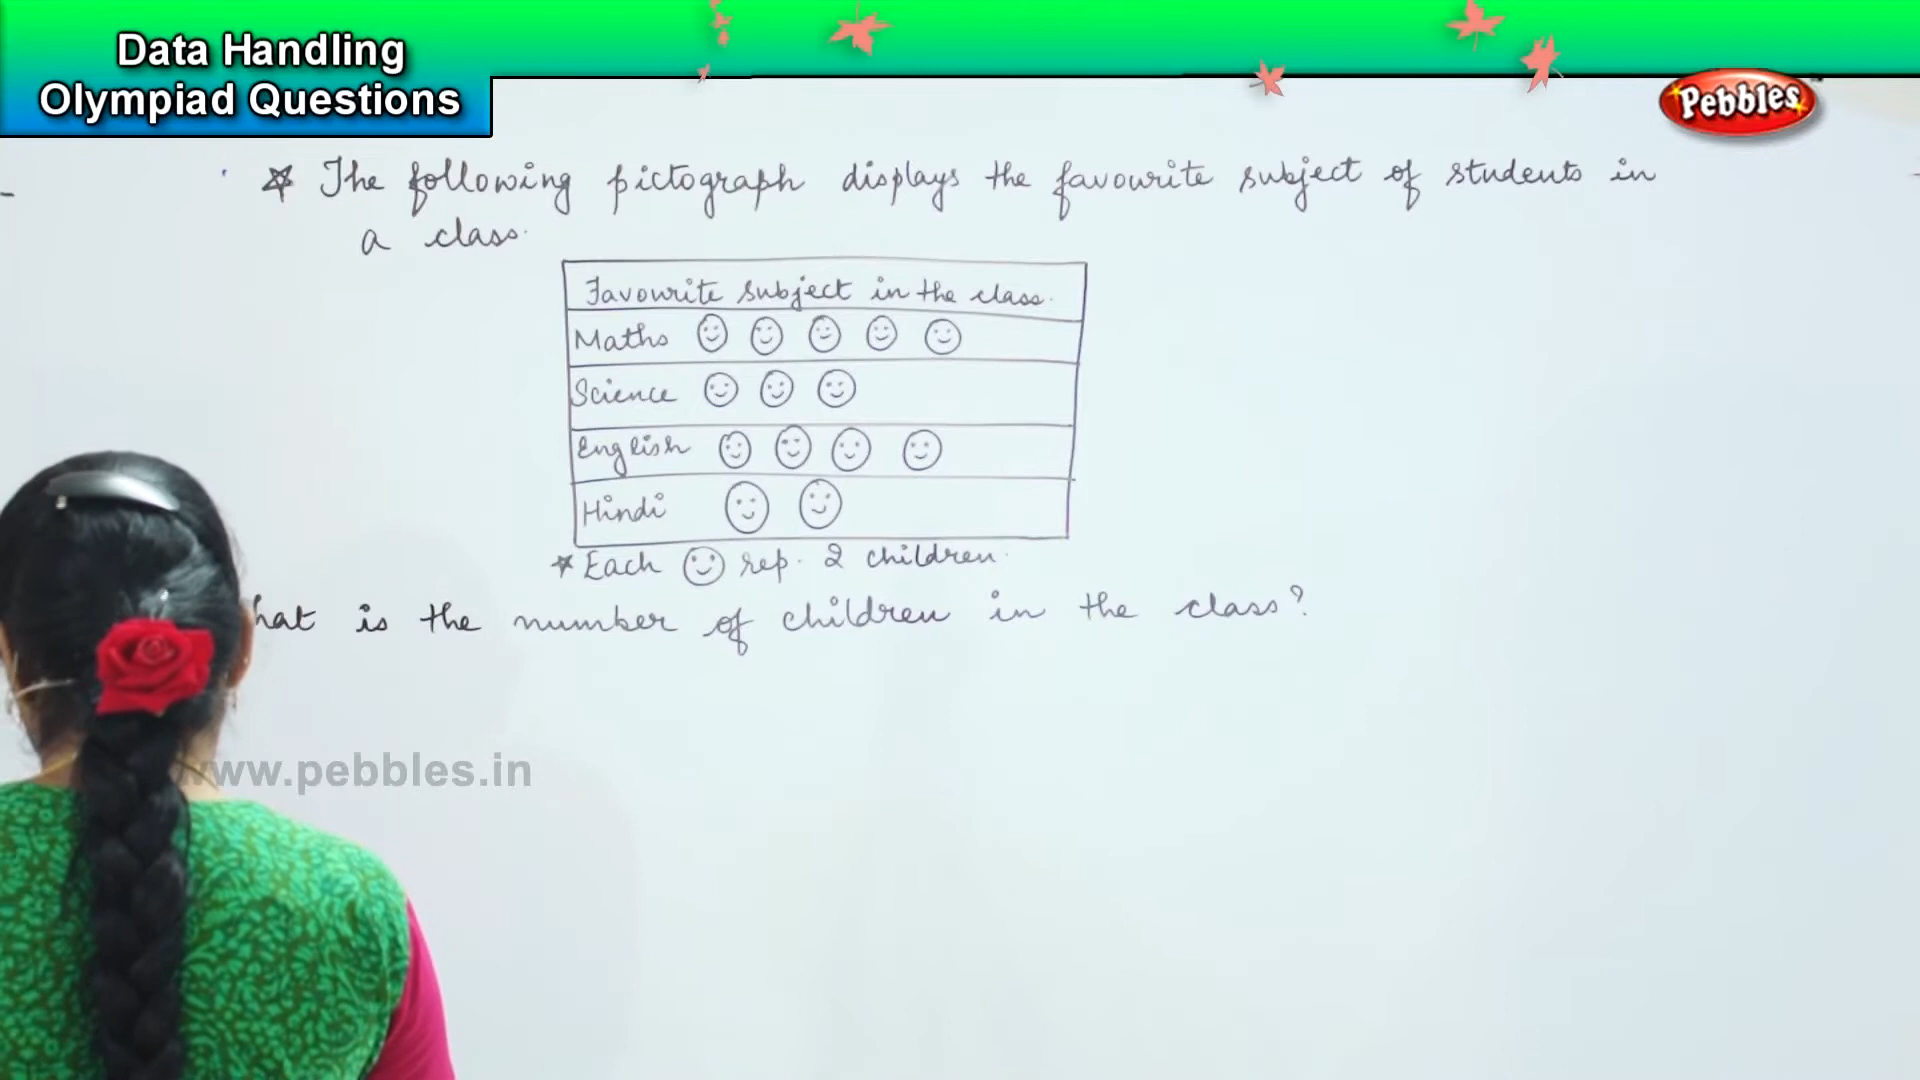 Data Handling
Olympiad Questions
Pebbles
☆ The following pictograph displays the favourite subject of students in
a class.
Favourite subject in the class.
Maths ☺ ☺ ☺ ☺ ☺
Science ☺ ☺ ☺
English ☺ ☺ ☺ ☺
Hindi ☺ ☺
* Each ☺ rep. 2 children.
hat is the number of children in the class?
www.pebbles.in